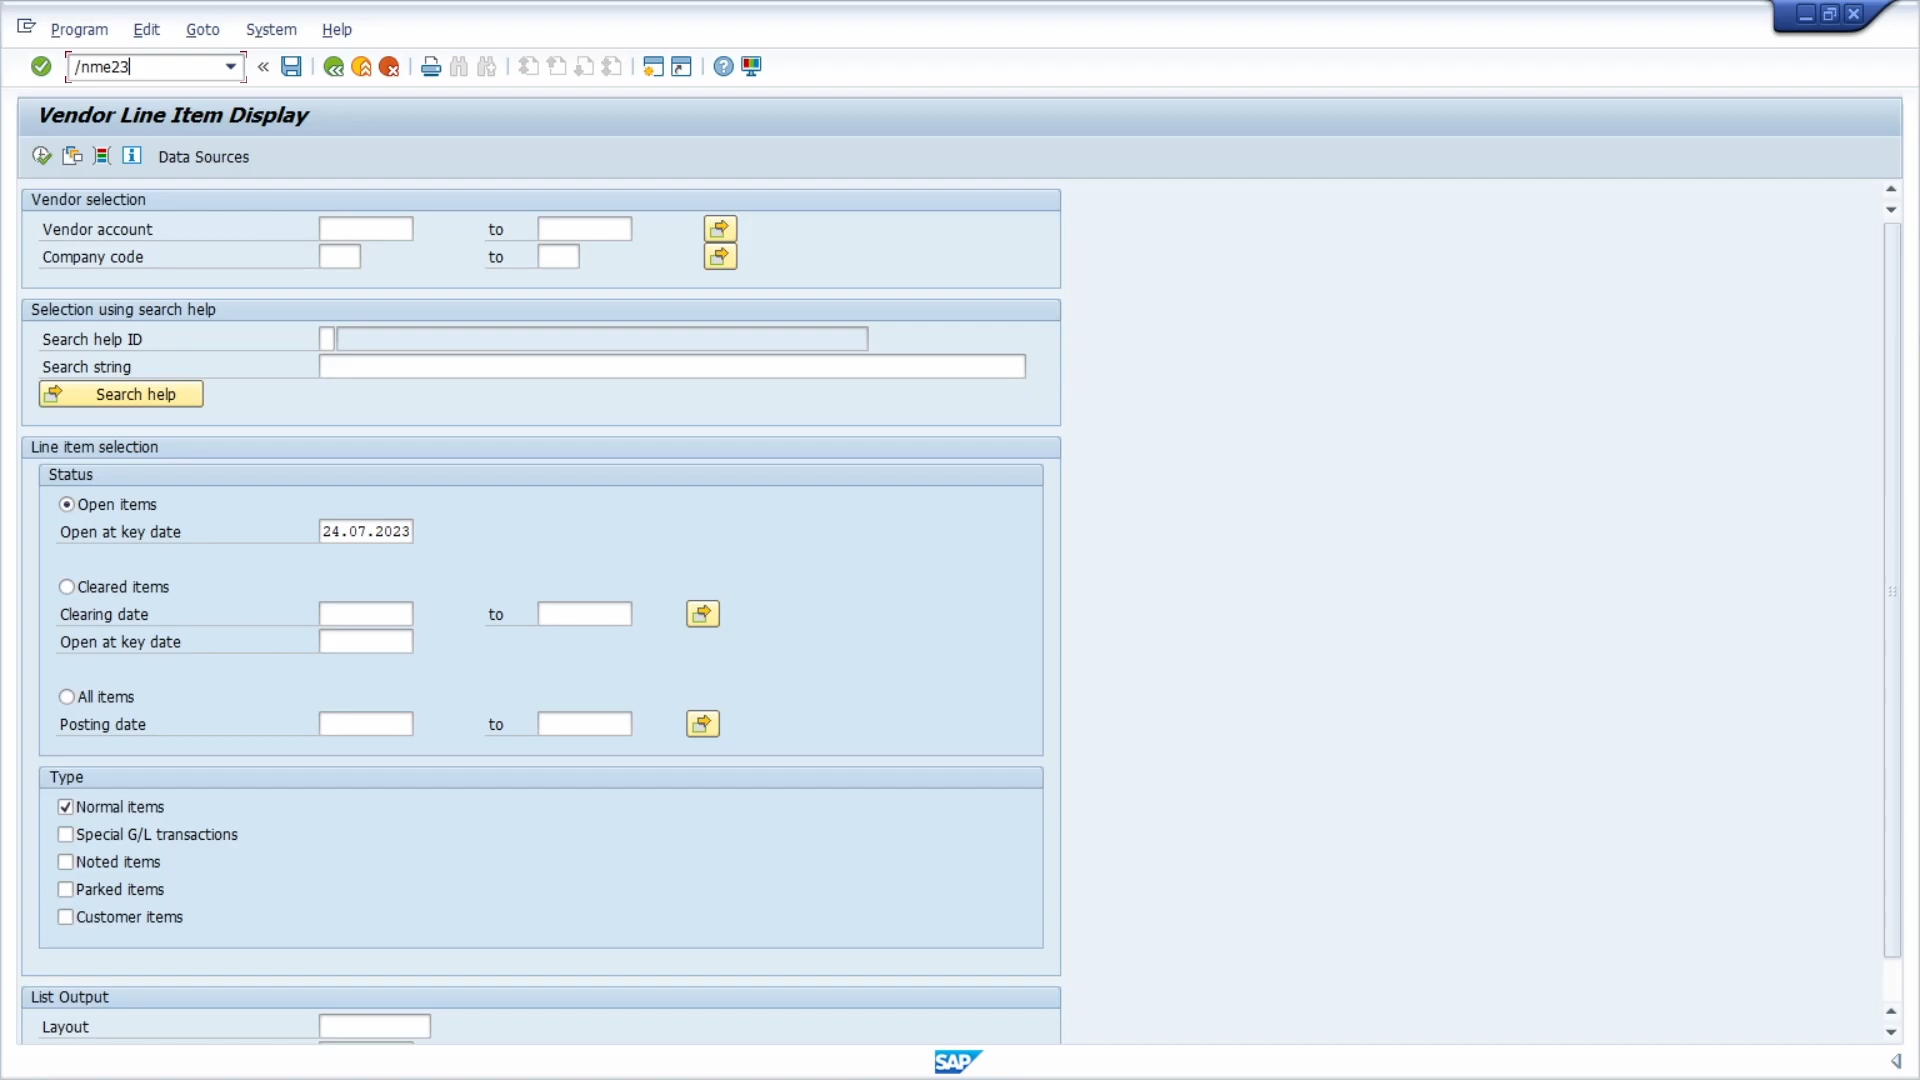 Program Edit Goto System Help
/nme23
Vendor Line Item Display
Data Sources
Vendor selection
Vendor account to
Company code to
Selection using search help
Search help ID
Search string
Search help
Line item selection
Status
Open items
Open at key date 24.07.2023
Cleared items
Clearing date to
Open at key date
All items
Posting date to
Type
Normal items
Special G/L transactions
Noted items
Parked items
Customer items
List Output
Layout
SAP